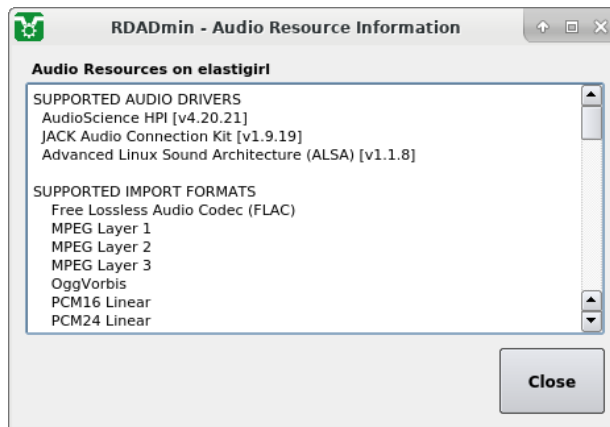 RDAdmin - Audio Resource Information
Audio Resources on elastigirl
SUPPORTED AUDIO DRIVERS
AudioScience HPI [v4.20.21]
JACK Audio Connection Kit [v1.9.19]
Advanced Linux Sound Architecture (ALSA) [v1.1.8]
SUPPORTED IMPORT FORMATS
Free Lossless Audio Codec (FLAC)
MPEG Layer 1
MPEG Layer 2
MPEG Layer 3
OggVorbis
PCM16 Linear
PCM24 Linear
Close